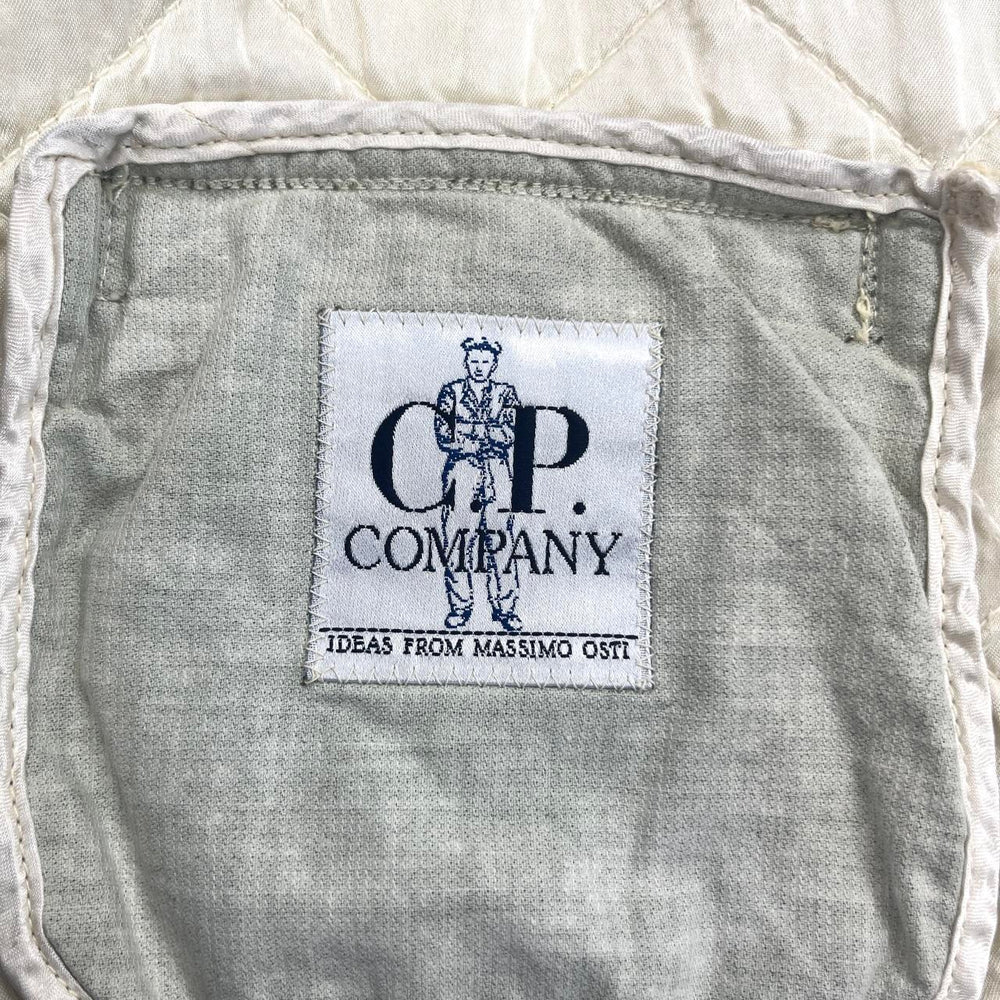 C.P.
COMPANY
IDEAS FROM MASSIMO OSTI